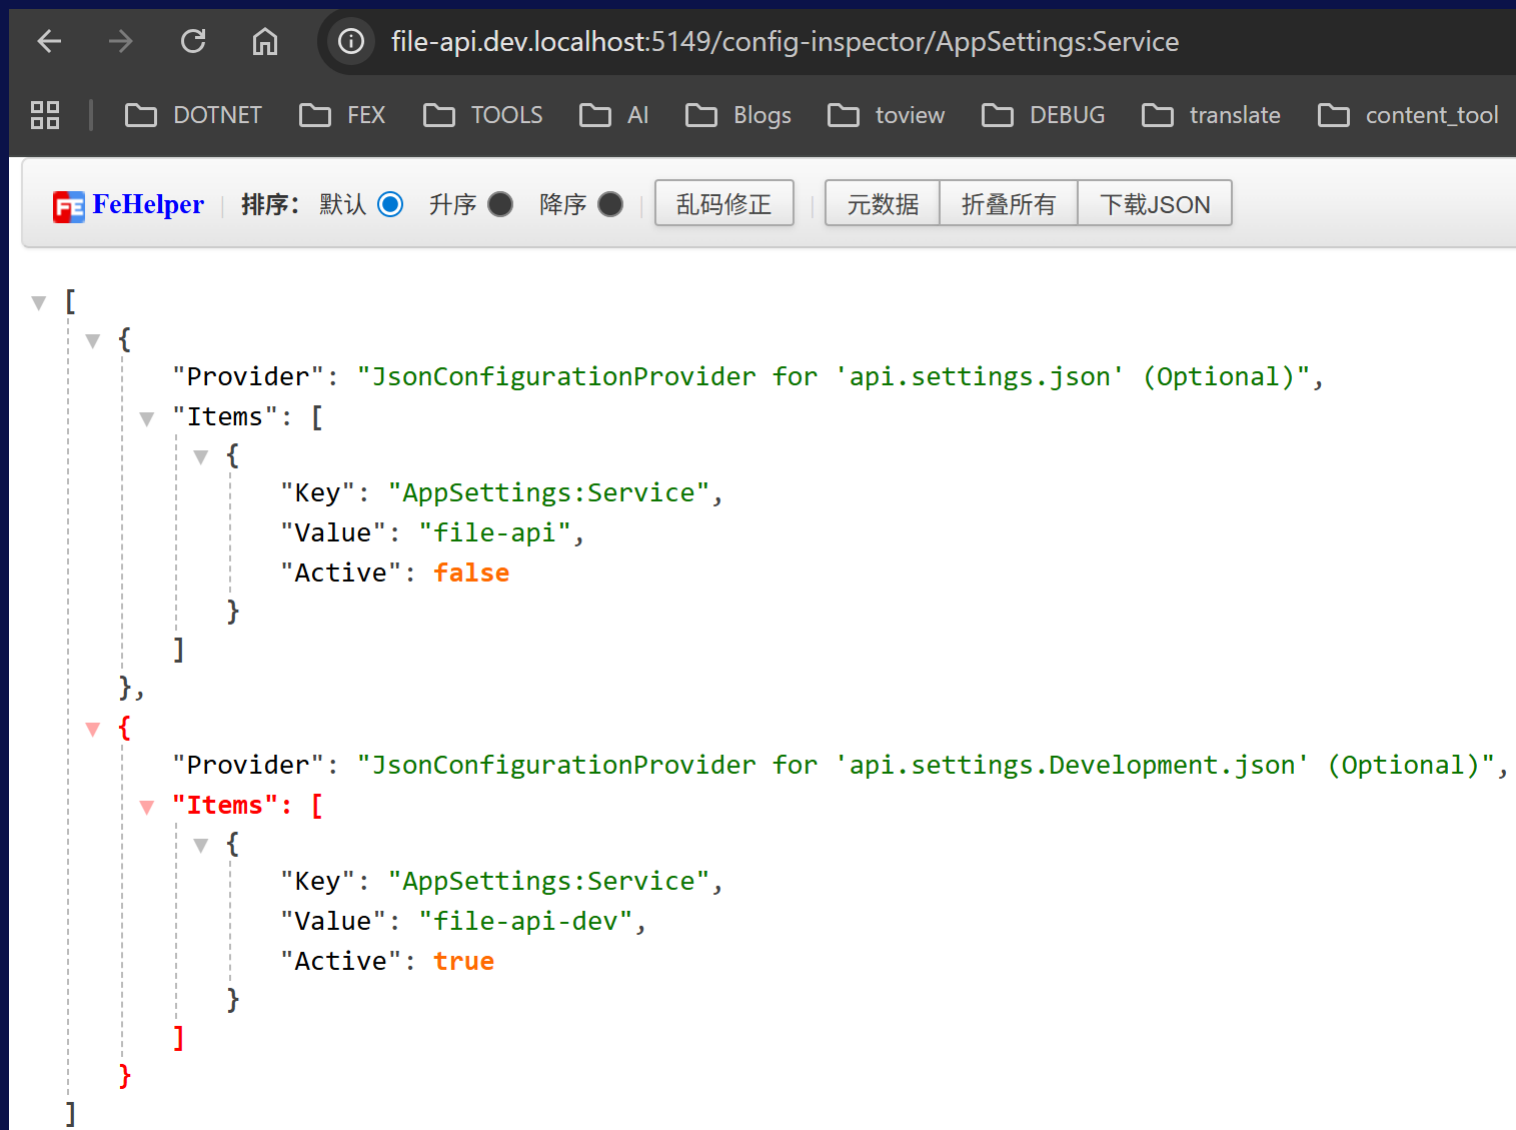 file-api.dev.localhost:5149/config-inspector/AppSettings:Service
DOTNET FEX TOOLS AI Blogs toview DEBUG translate content_tool
FE FeHelper 排序: 默认 升序 降序 乱码修正 元数据 折叠所有 下载JSON
[
{
"Provider": "JsonConfigurationProvider for 'api.settings.json' (Optional)",
"Items": [
{
"Key": "AppSettings:Service",
"Value": "file-api",
"Active": false
}
]
},
{
"Provider": "JsonConfigurationProvider for 'api.settings.Development.json' (Optional)",
"Items": [
{
"Key": "AppSettings:Service",
"Value": "file-api-dev",
"Active": true
}
]
}
]